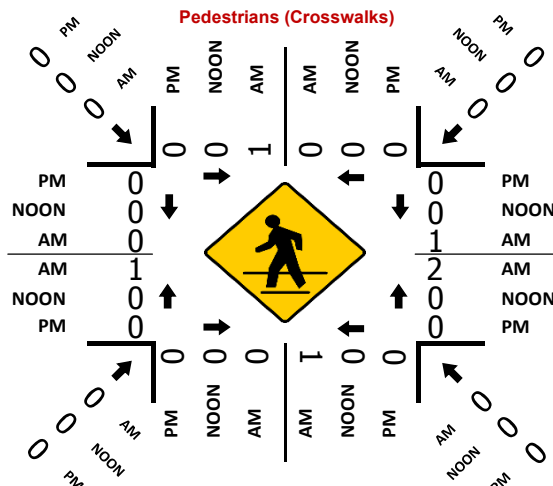 Pedestrians (Crosswalks)
0 PM
0 NOON
0 AM
PM NOON AM AM NOON PM
PM 0
NOON 0
AM 0
0 0 1 0 0 0
PM 0 0 PM
NOON 0 0 NOON
AM 0 1 AM
AM 1 2 AM
NOON 0 0 NOON
PM 0 0 PM
0 0 0 1 0 0
AM 0
NOON 0
PM 0
PM NOON AM AM NOON PM
0 AM
0 NOON
0 PM